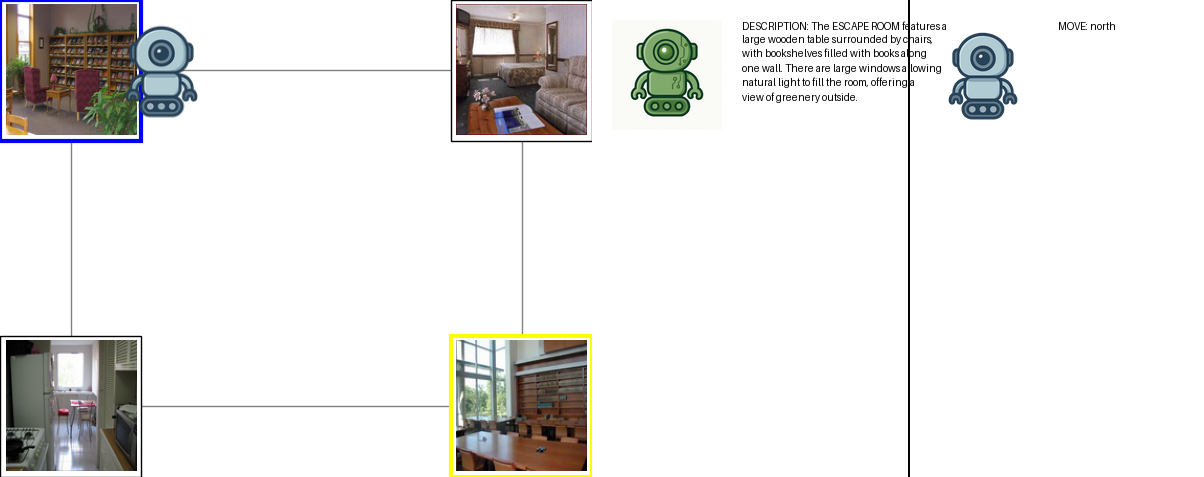 DESCRIPTION: The ESCAPE ROOM features a
large wooden table surrounded by chairs,
with bookshelves filled with books along
one wall. There are large windows allowing
natural light to fill the room, offering a
view of greenery outside.
MOVE: north